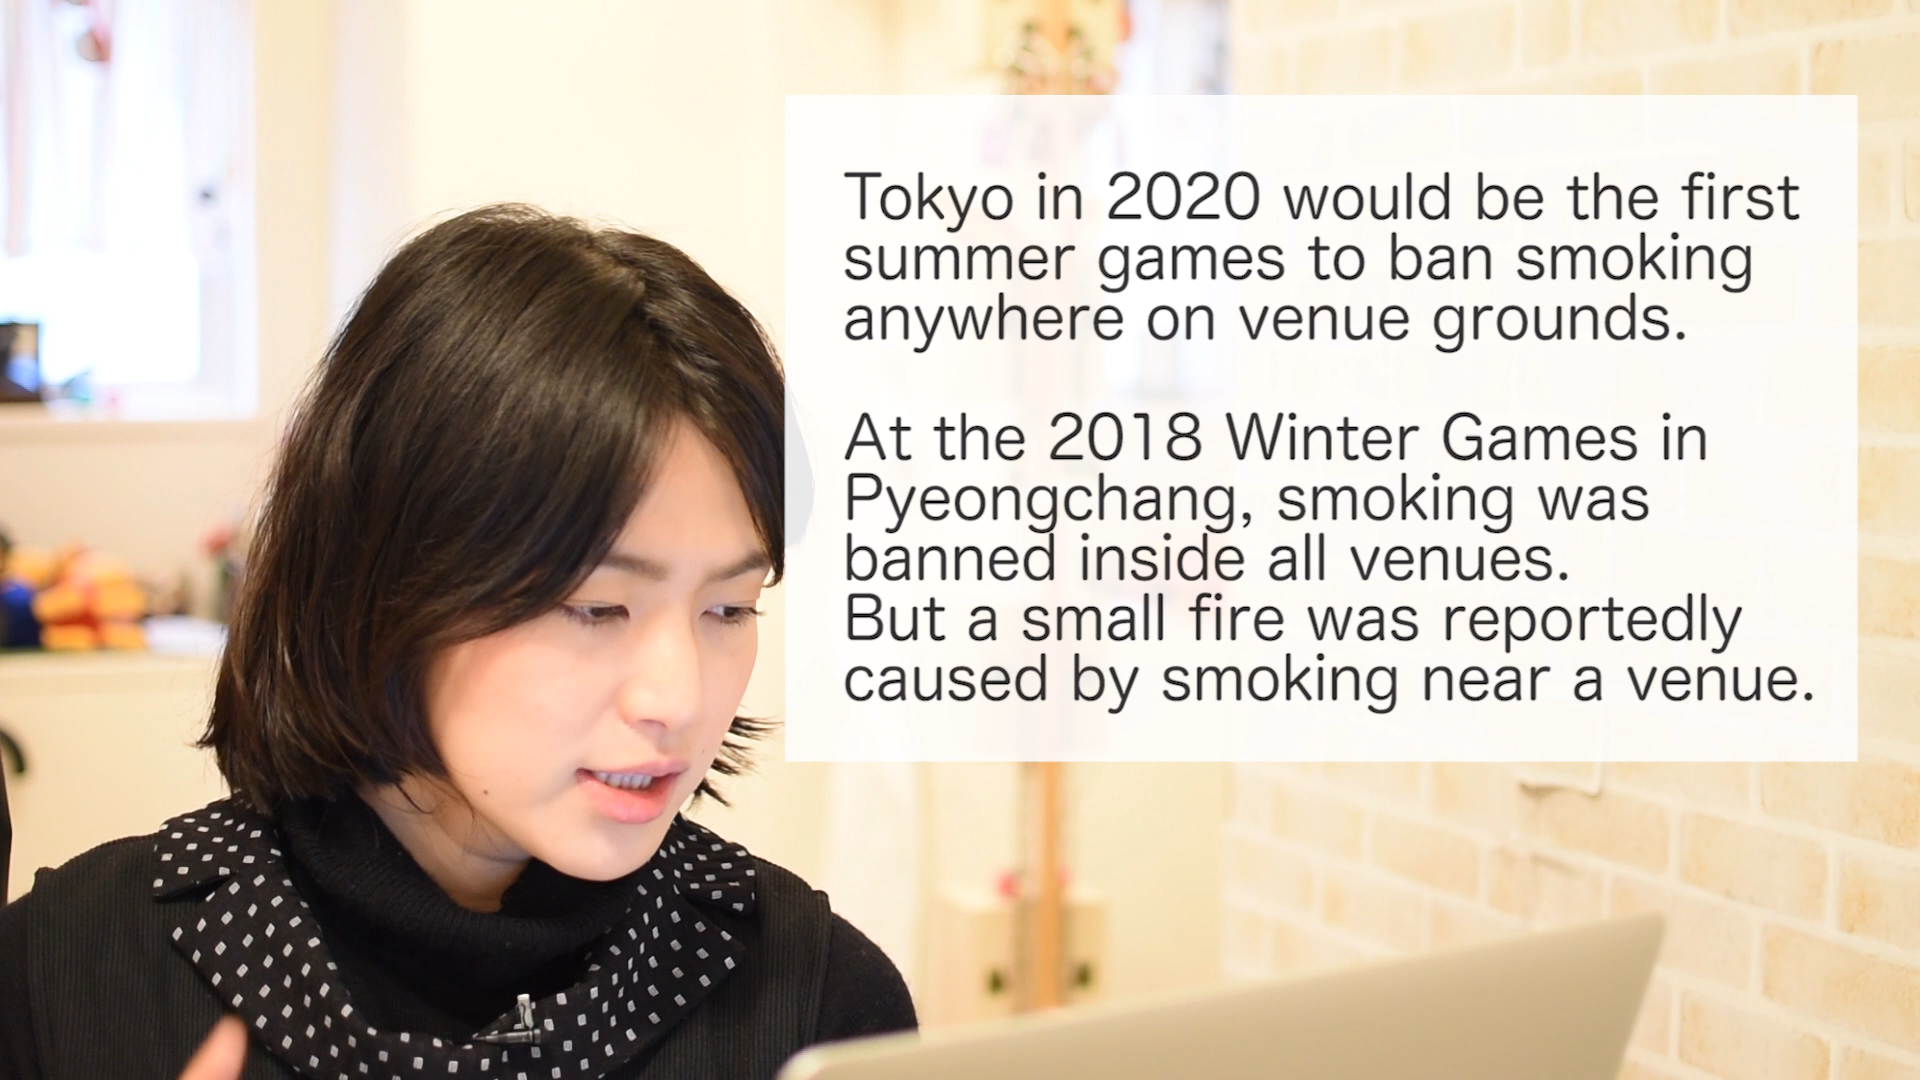 Tokyo in 2020 would be the first
summer games to ban smoking
anywhere on venue grounds.
At the 2018 Winter Games in
Pyeongchang, smoking was
banned inside all venues.
But a small fire was reportedly
caused by smoking near a venue.